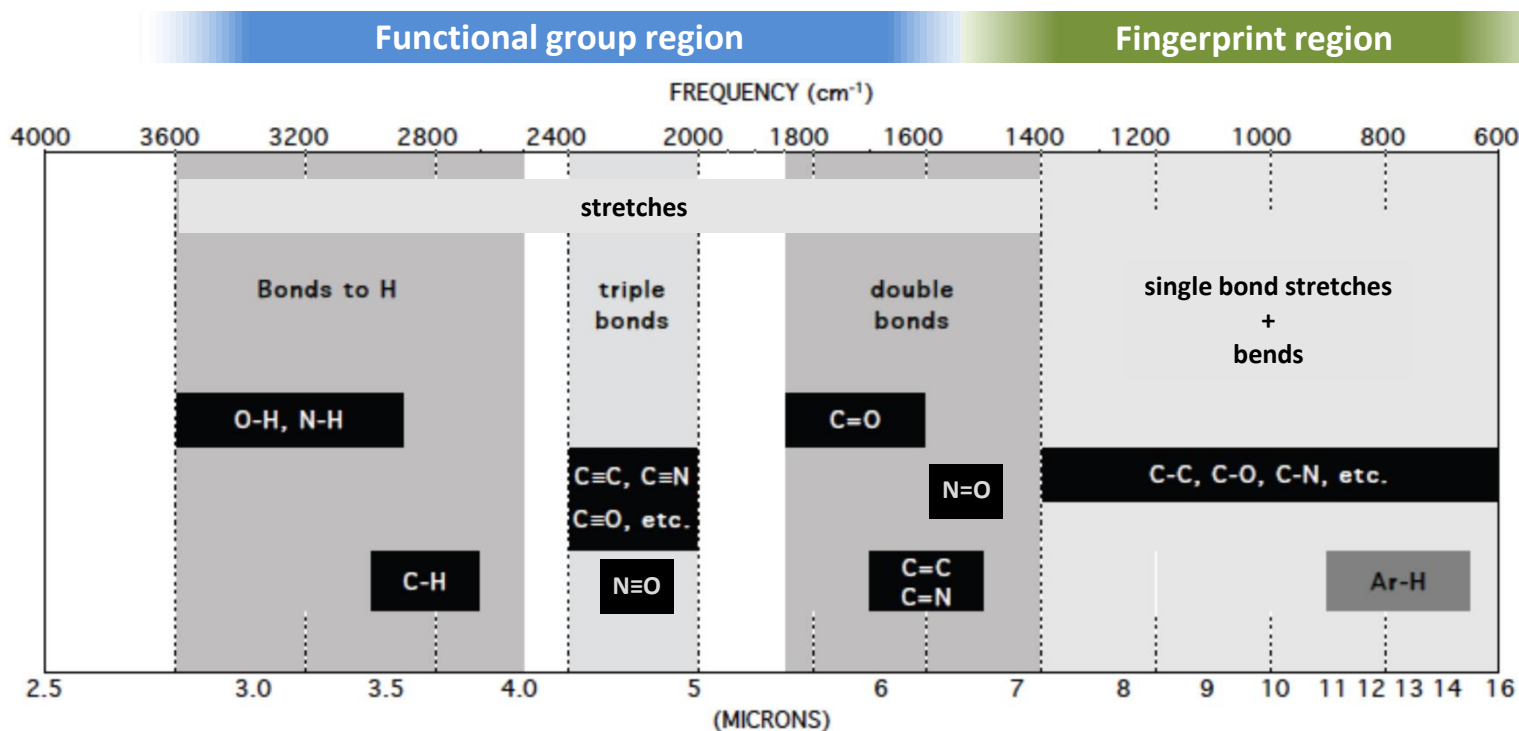 Functional group region
Fingerprint region
FREQUENCY (cm⁻¹)
4000 3600 3200 2800 2400 2000 1800 1600 1400 1200 1000 800 600
stretches
Bonds to H
triple
bonds
double
bonds
single bond stretches
+
bends
O-H, N-H
C=O
C≡C, C≡N
C≡O, etc.
N=O
C-C, C-O, C-N, etc.
C-H
N≡O
C=C
C=N
Ar-H
2.5 3.0 3.5 4.0 5 6 7 8 9 10 11 12 13 14 16
(MICRONS)